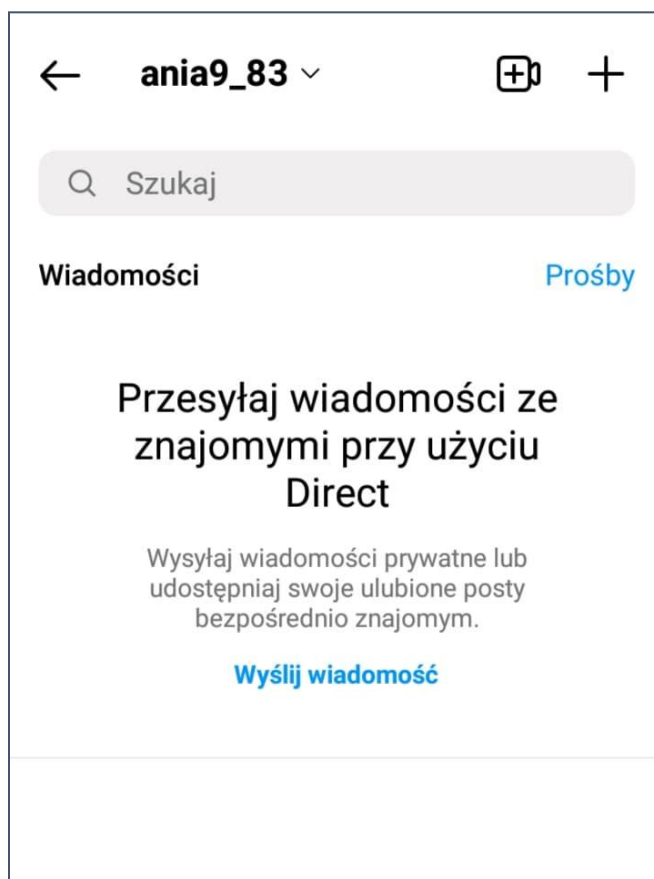 ania9_83
Szukaj
Wiadomości Prośby
Przesyłaj wiadomości ze
znajomymi przy użyciu
Direct
Wysyłaj wiadomości prywatne lub
udostępniaj swoje ulubione posty
bezpośrednio znajomym.
Wyślij wiadomość